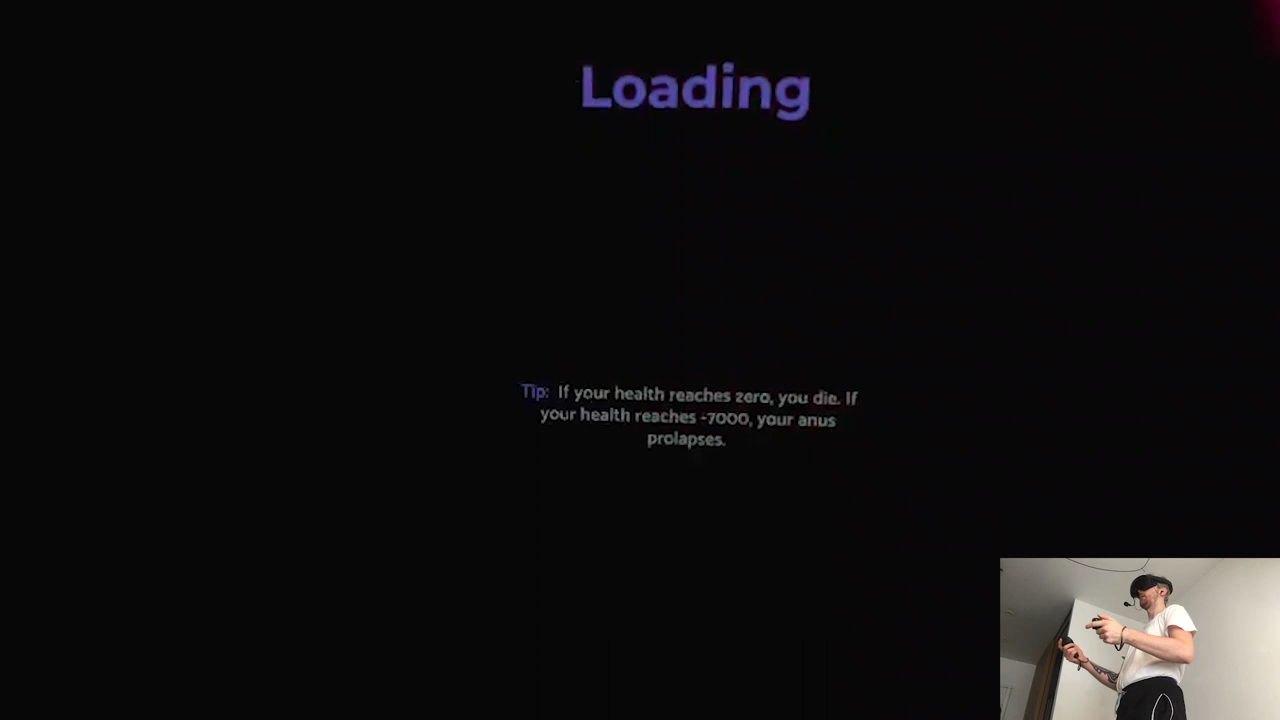 Loading
Tip: If your health reaches zero, you die. If
your health reaches -7000, your anus
prolapses.